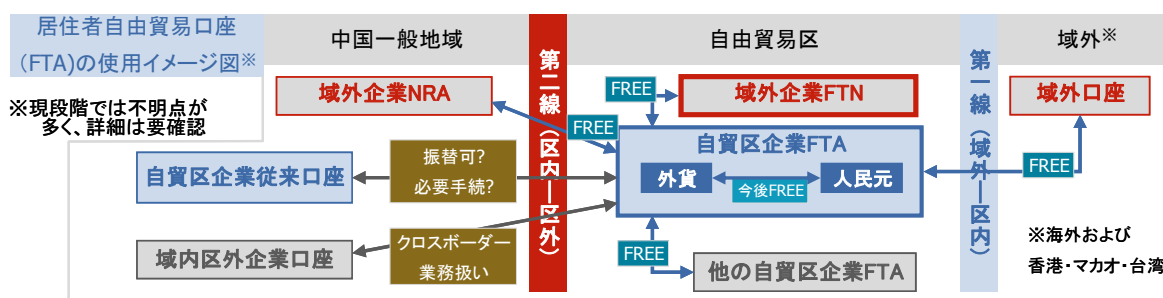 居住者自由貿易口座
（FTA)の使用イメージ図※
中国一般地域
第二線（区内ー区外）
自由貿易区
第一線（域外ー区内）
域外※
※現段階では不明点が
多く、詳細は要確認
域外企業NRA
FREE
域外企業FTN
域外口座
FREE
自貿区企業FTA
自貿区企業従来口座
振替可?
必要手続?
外貨
今後FREE
人民元
FREE
域内区外企業口座
クロスボーダー
業務扱い
FREE
他の自貿区企業FTA
※海外および
香港・マカオ・台湾